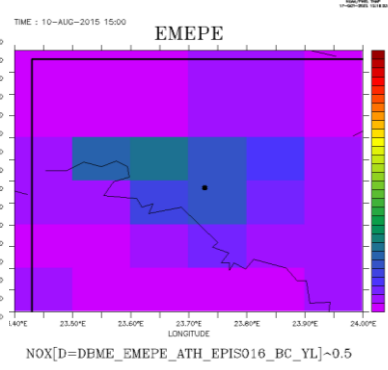 TIME : 10-AUG-2015 15:00
EMEPE
.40°E 23.50°E 23.60°E 23.70°E 23.80°E 23.90°E 24.00°E
LONGITUDE
NOX[D=DBME_EMEPE_ATH_EPIS016_BC_YL]~0.5